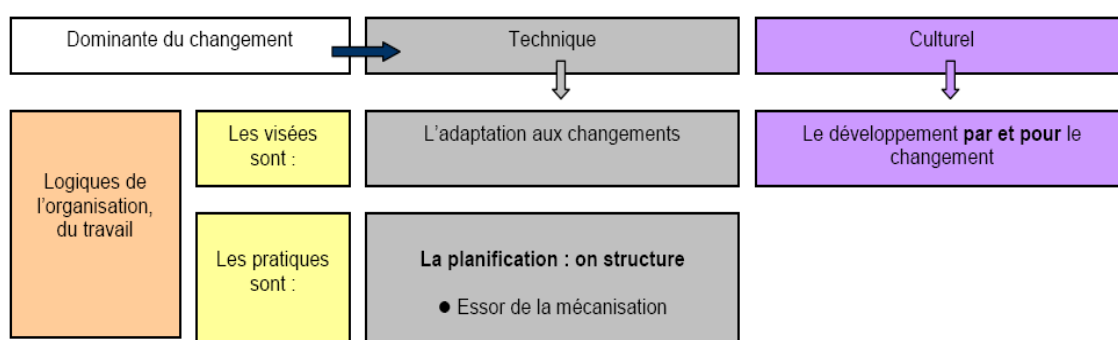 Dominante du changement
Technique
Culturel
Logiques de
l'organisation,
du travail
Les visées
sont :
L'adaptation aux changements
Le développement par et pour le
changement
Les pratiques
sont :
La planification : on structure
● Essor de la mécanisation